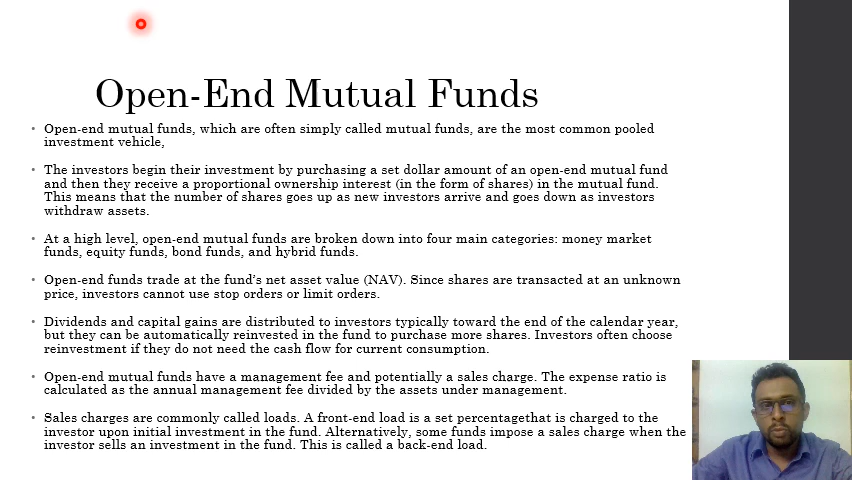 Open-End Mutual Funds
• Open-end mutual funds, which are often simply called mutual funds, are the most common pooled
investment vehicle,
• The investors begin their investment by purchasing a set dollar amount of an open-end mutual fund
and then they receive a proportional ownership interest (in the form of shares) in the mutual fund.
This means that the number of shares goes up as new investors arrive and goes down as investors
withdraw assets.
• At a high level, open-end mutual funds are broken down into four main categories: money market
funds, equity funds, bond funds, and hybrid funds.
• Open-end funds trade at the fund's net asset value (NAV). Since shares are transacted at an unknown
price, investors cannot use stop orders or limit orders.
• Dividends and capital gains are distributed to investors typically toward the end of the calendar year,
but they can be automatically reinvested in the fund to purchase more shares. Investors often choose
reinvestment if they do not need the cash flow for current consumption.
• Open-end mutual funds have a management fee and potentially a sales charge. The expense ratio is
calculated as the annual management fee divided by the assets under management.
• Sales charges are commonly called loads. A front-end load is a set percentagethat is charged to the
investor upon initial investment in the fund. Alternatively, some funds impose a sales charge when the
investor sells an investment in the fund. This is called a back-end load.